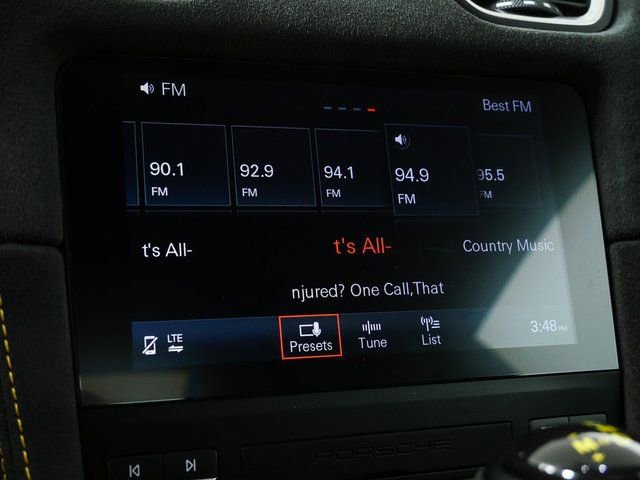 FM
Best FM
90.1
FM
92.9
FM
94.1
FM
94.9
FM
95.5
FM
t's All-
t's All-
Country Music
njured? One Call,That
LTE
Presets
Tune
List
3:48 PM
PORSCHE